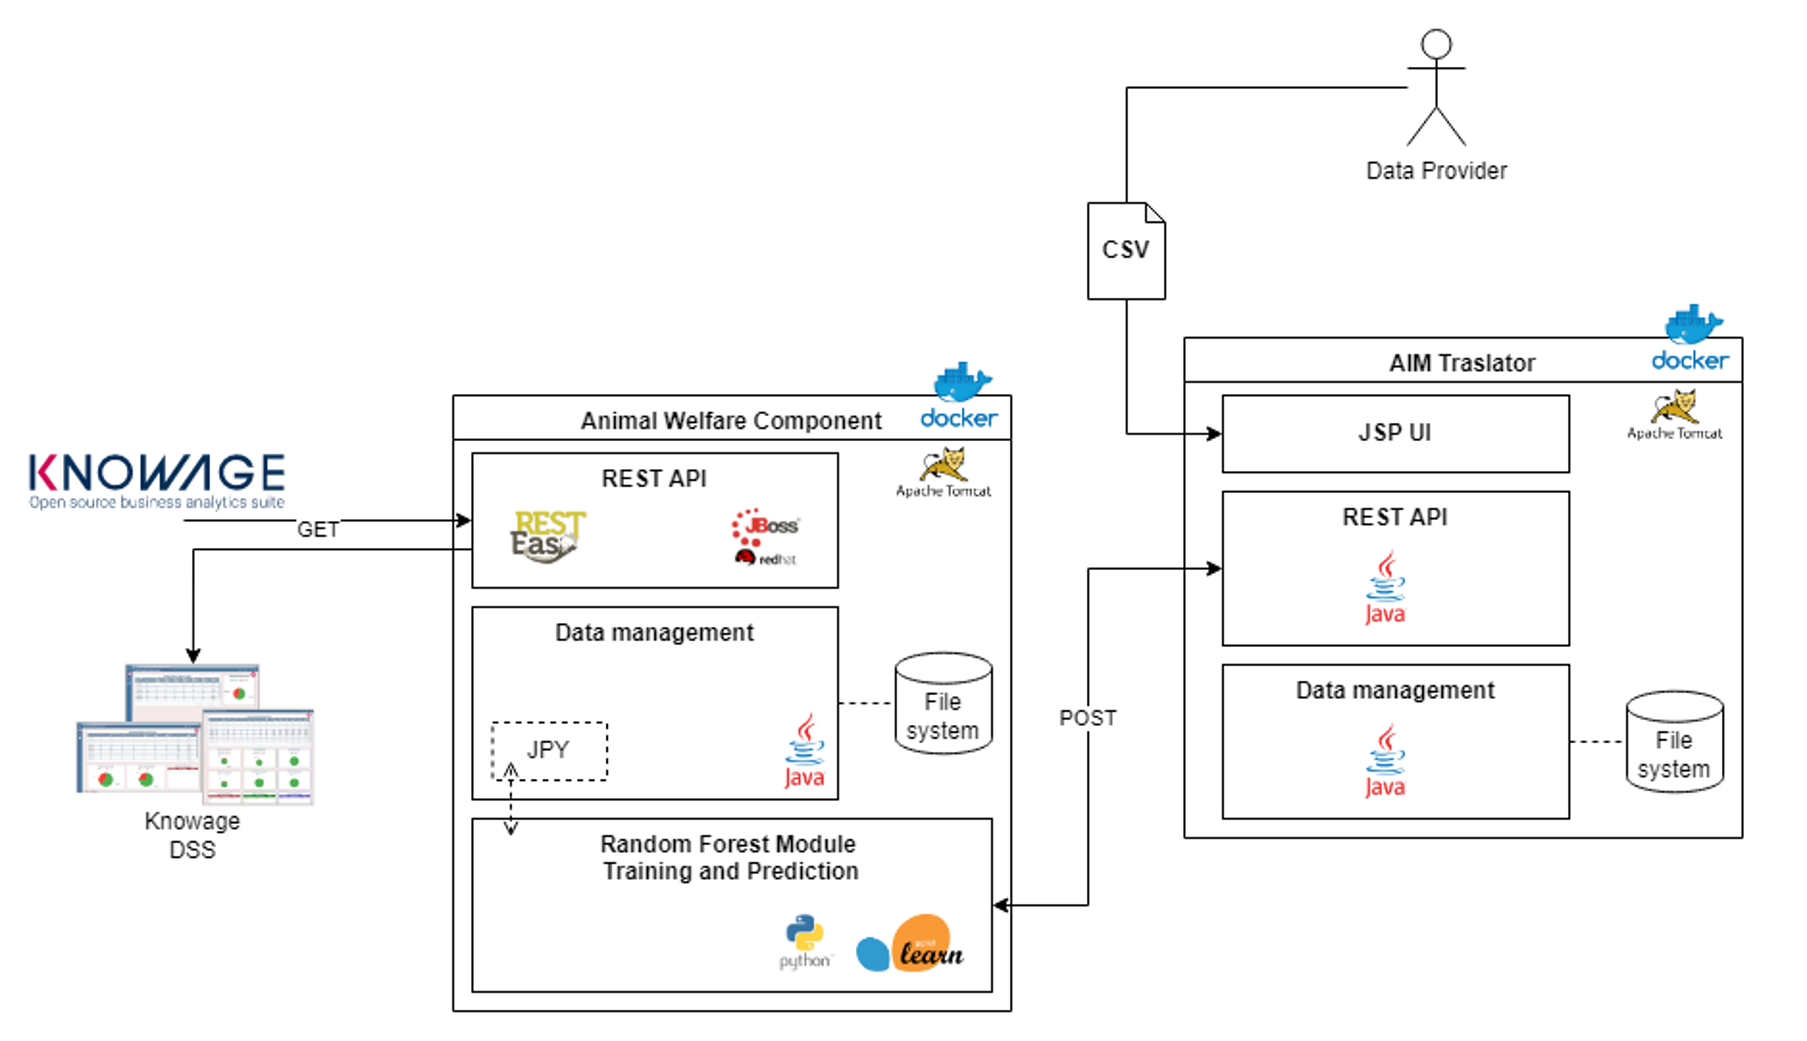 Data Provider
CSV
docker
AIM Traslator
Apache Tomcat
JSP UI
REST API
Java
Data management
Java
File
system
POST
docker
Animal Welfare Component
Apache Tomcat
REST API
REST
Easy
JBoss
redhat
Data management
JPY
Java
File
system
Random Forest Module
Training and Prediction
python
learn
KNOWAGE
Open source business analytics suite
GET
Knowage
DSS